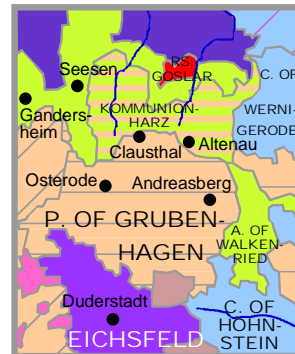 RS.
GOSLAR
Seesen
C. OF
WERNI-
GERODE
KOMMUNION-
HARZ
Ganders-
heim
Clausthal
Altenau
Osterode
Andreasberg
P. OF GRUBEN-
HAGEN
A. OF
WALKEN-
RIED
Duderstadt
EICHSFELD
C. OF
HOHN-
STEIN